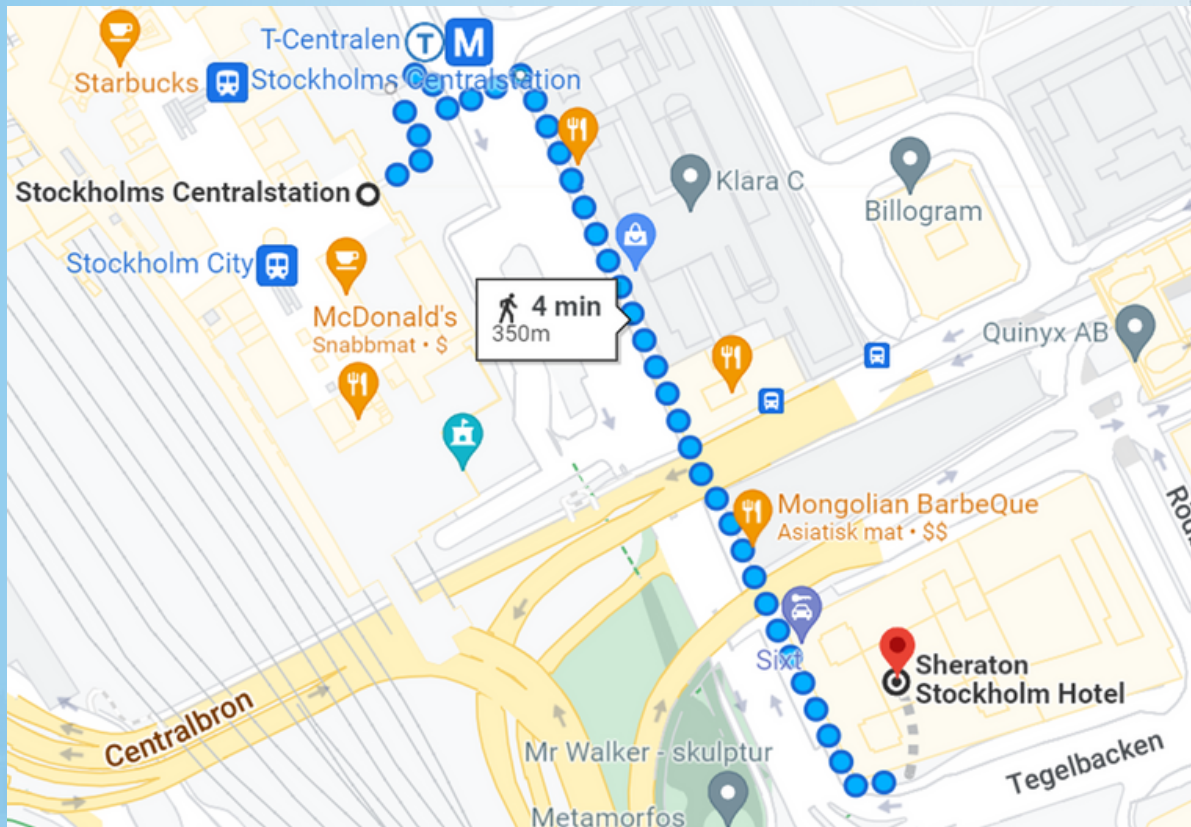 T-Centralen T M
Starbucks
Stockholms Centralstation
Stockholms Centralstation
Klara C
Billogram
Stockholm City
4 min
350m
McDonald's
Snabbmat • $
Quinyx AB
Mongolian BarbeQue
Asiatisk mat • $$
Sixt
Sheraton
Stockholm Hotel
Centralbron
Mr Walker - skulptur
Tegelbacken
Metamorfos